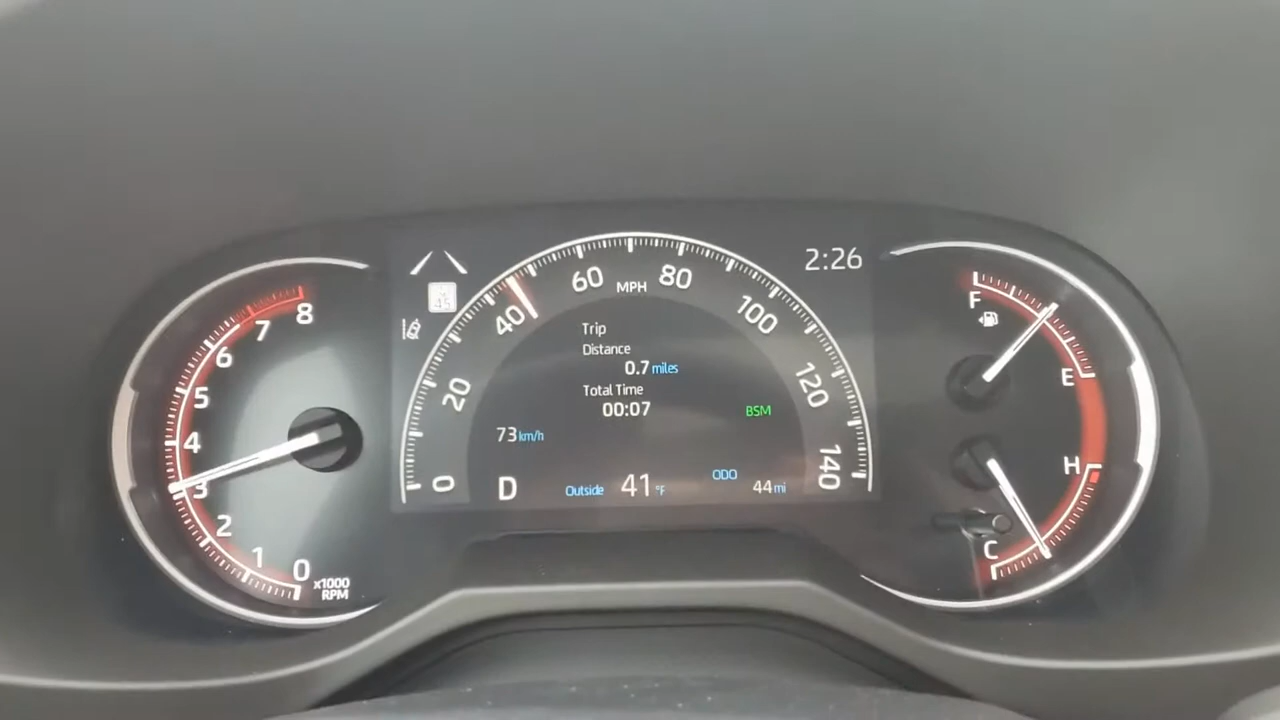 2:26
45
8
7
6
5
4
3
2
1
0
x1000
RPM
0
20
40
60
80
100
120
140
MPH
Trip
Distance
0.7 miles
Total Time
00:07
BSM
73 km/h
D
Outside 41°F
ODO
44 mi
F
E
H
C